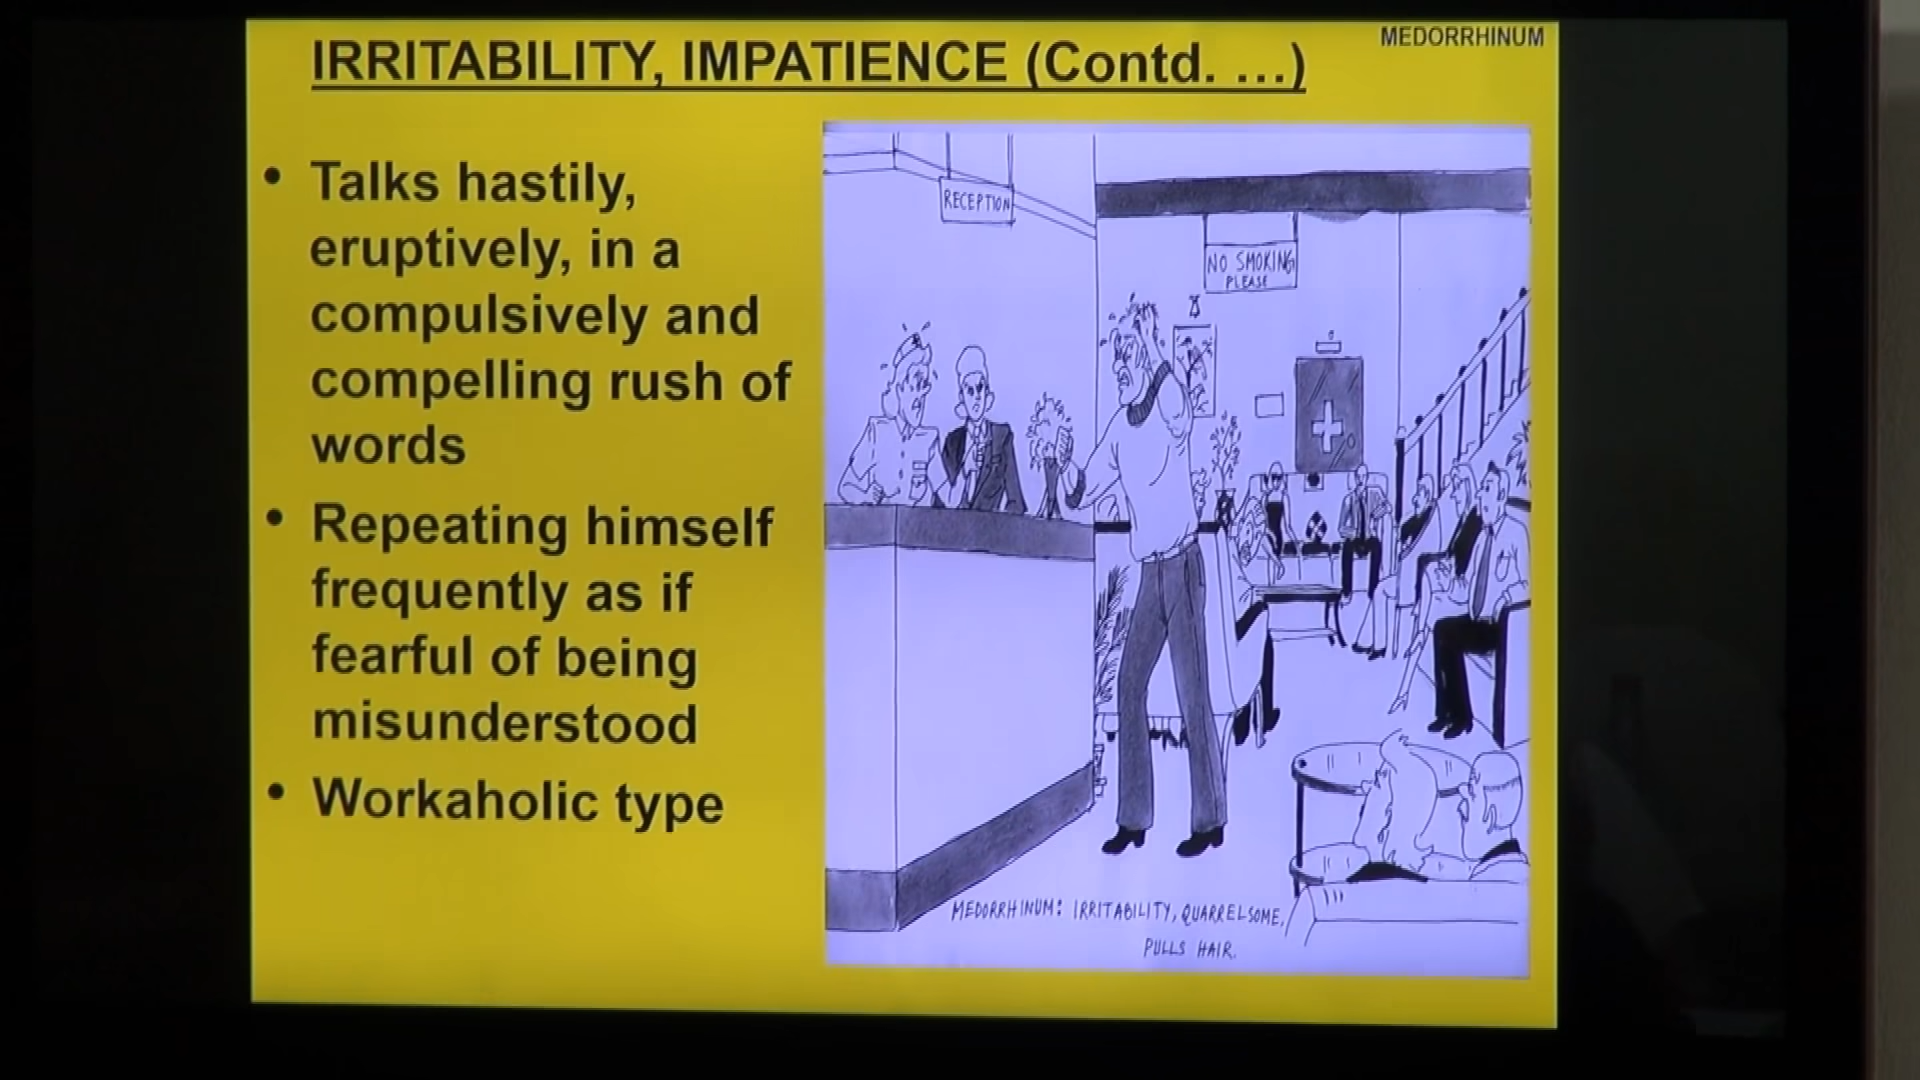 MEDORRHINUM
IRRITABILITY, IMPATIENCE (Contd. ...)
• Talks hastily,
eruptively, in a
compulsively and
compelling rush of
words
• Repeating himself
frequently as if
fearful of being
misunderstood
• Workaholic type
RECEPTION
NO SMOKING
PLEASE
MEDORRHINUM: IRRITABILITY, QUARRELSOME,
PULLS HAIR.